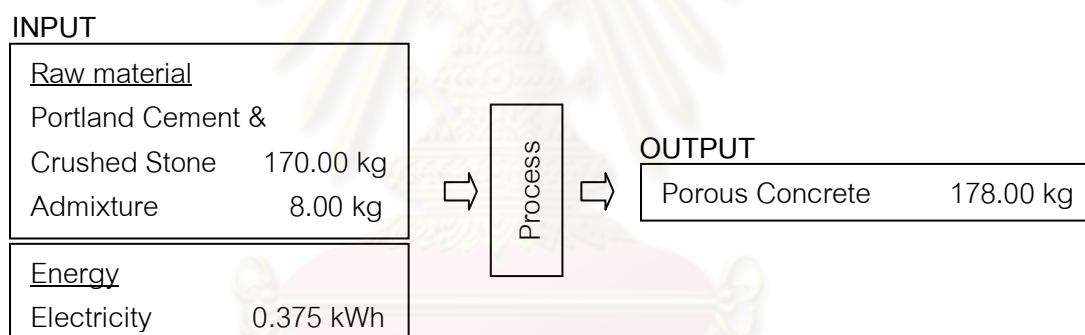 INPUT
Raw material
Portland Cement &
Crushed Stone 170.00 kg
Admixture 8.00 kg
Energy
Electricity 0.375 kWh
Process
OUTPUT
Porous Concrete 178.00 kg